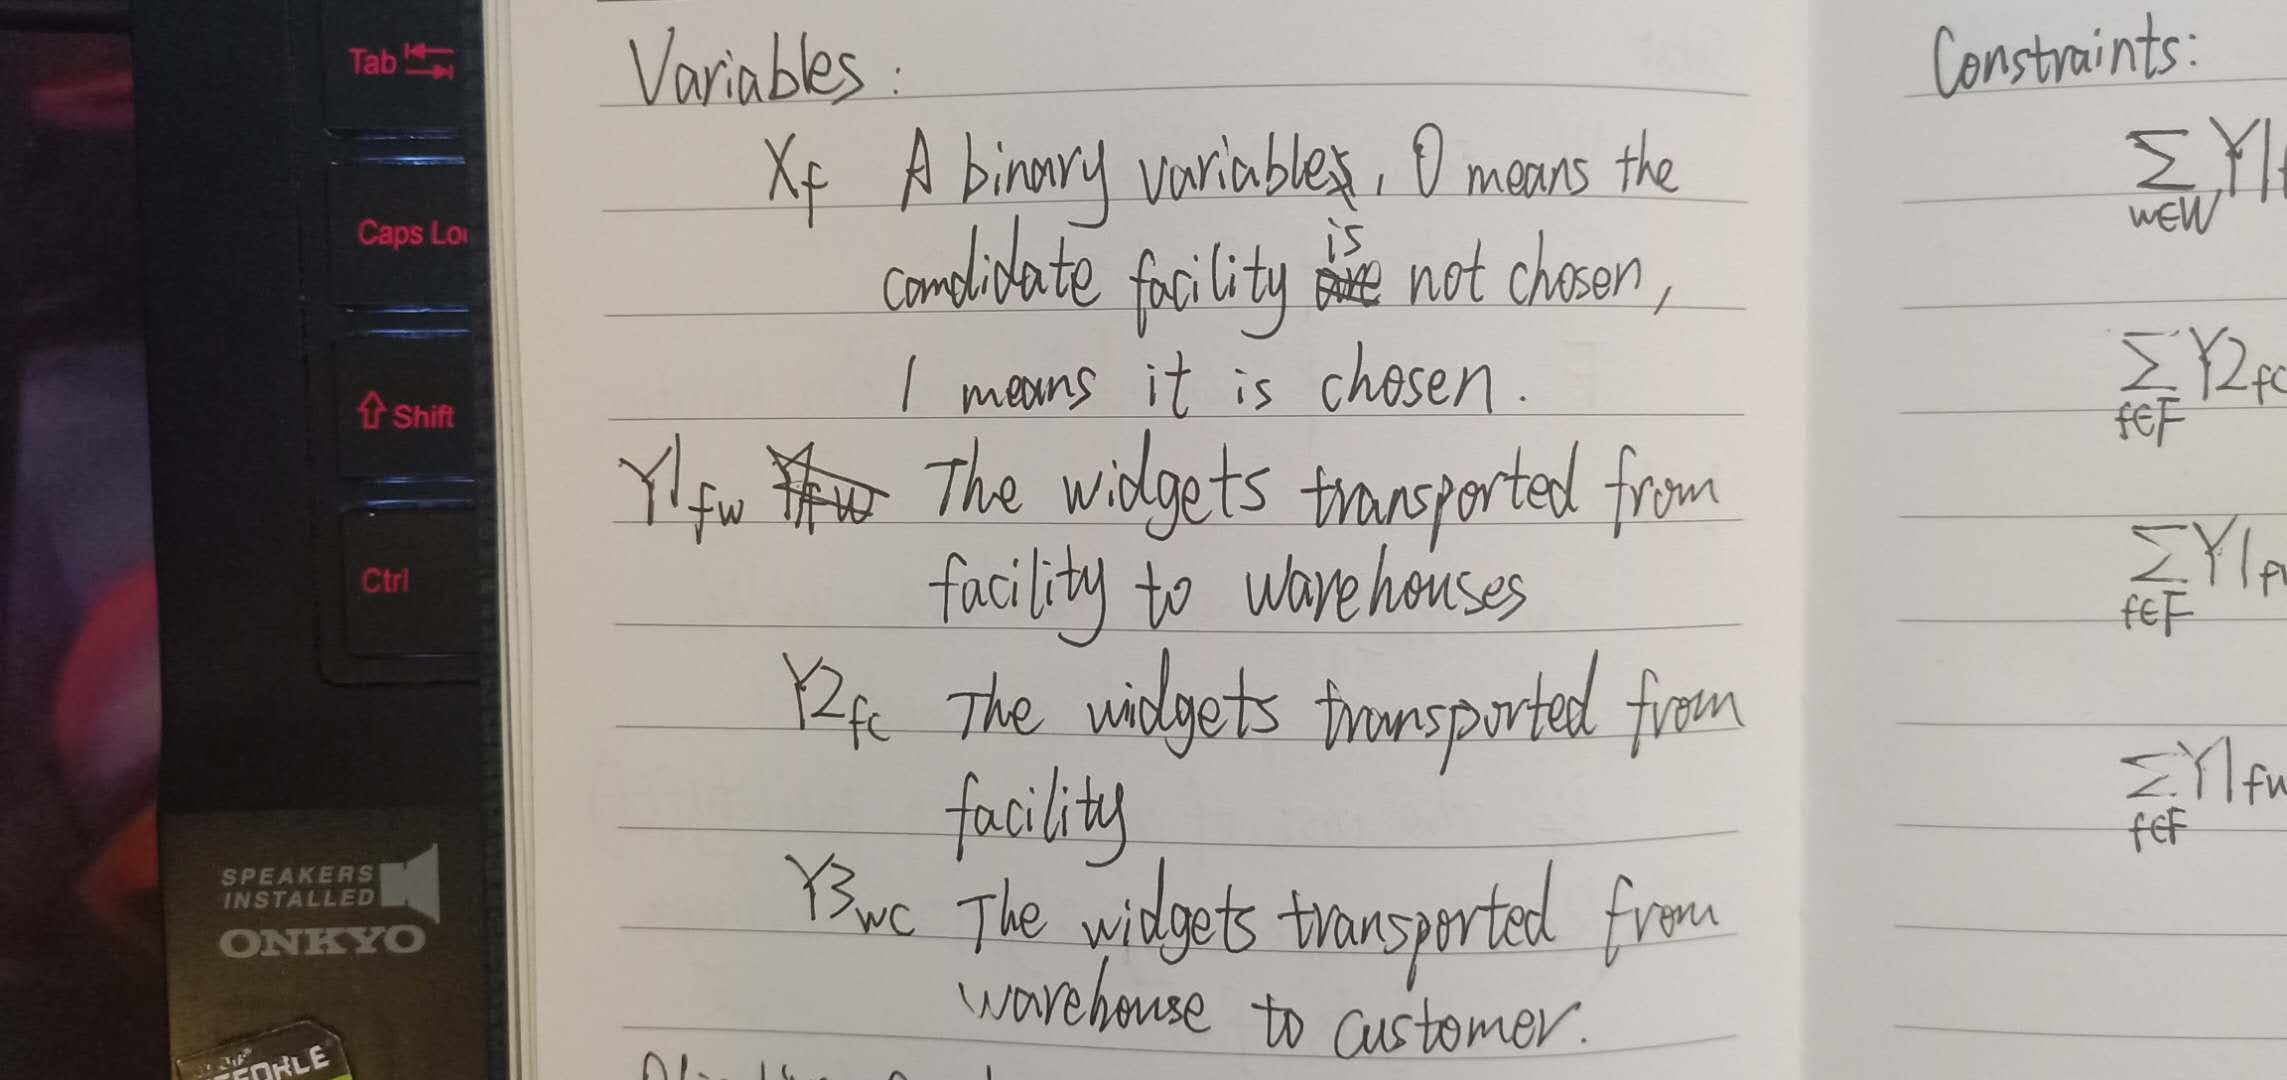 Tab
Caps Lo
Shift
Ctrl
SPEAKERS
INSTALLED
ONKYO
Variables:
Xf A binary variable, 0 means the
candidate facility is not chosen,
1 means it is chosen.
Y1fw The widgets transported from
facility to warehouses
Y2fc The widgets transported from
facility
Y3wc The widgets transported from
warehouse to customer.
Constraints:
∑ Y1f
w∈W
∑ Y2fc
f∈F
∑ Y1f
f∈F
∑ Y1fw
f∈F